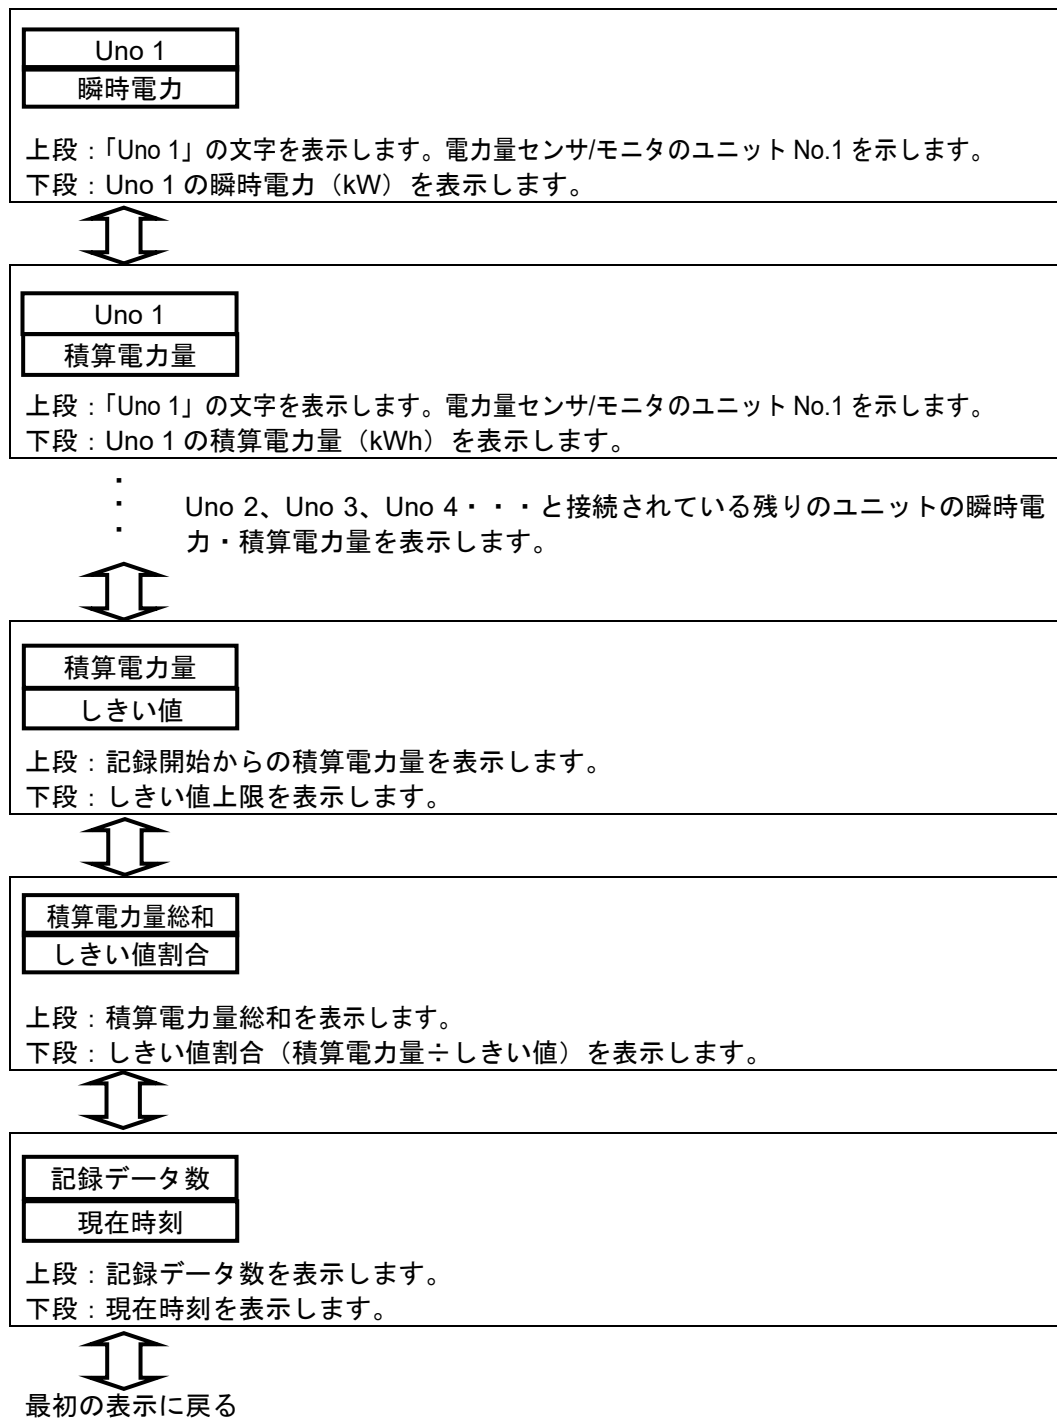 Uno 1
瞬時電力
上段：「Uno 1」の文字を表示します。電力量センサ/モニタのユニット No.1 を示します。
下段：Uno 1 の瞬時電力（kW）を表示します。
Uno 1
積算電力量
上段：「Uno 1」の文字を表示します。電力量センサ/モニタのユニット No.1 を示します。
下段：Uno 1 の積算電力量（kWh）を表示します。
・
・
・
Uno 2、Uno 3、Uno 4・・・と接続されている残りのユニットの瞬時電
力・積算電力量を表示します。
積算電力量
しきい値
上段：記録開始からの積算電力量を表示します。
下段：しきい値上限を表示します。
積算電力量総和
しきい値割合
上段：積算電力量総和を表示します。
下段：しきい値割合（積算電力量÷しきい値）を表示します。
記録データ数
現在時刻
上段：記録データ数を表示します。
下段：現在時刻を表示します。
最初の表示に戻る